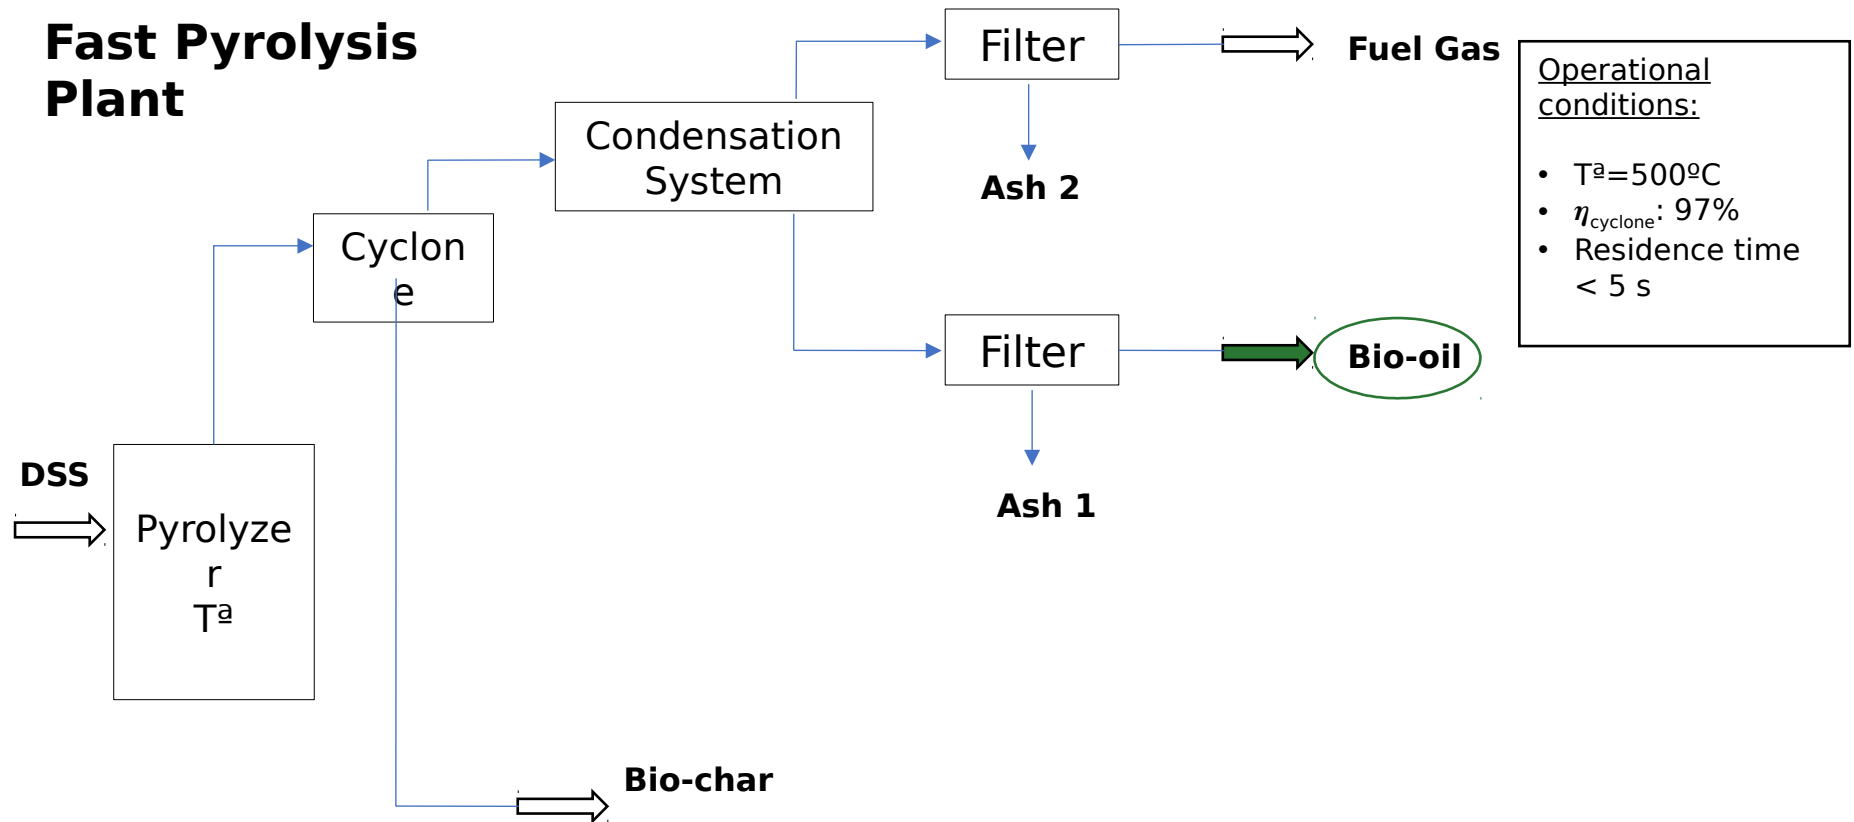 Fast Pyrolysis
Plant
Filter
Fuel Gas
Operational
conditions:
• Tª=500ºC
• η cyclone: 97%
• Residence time
< 5 s
Condensation
System
Ash 2
Cyclon
e
Filter
Bio-oil
Ash 1
DSS
Pyrolyze
r
Tª
Bio-char